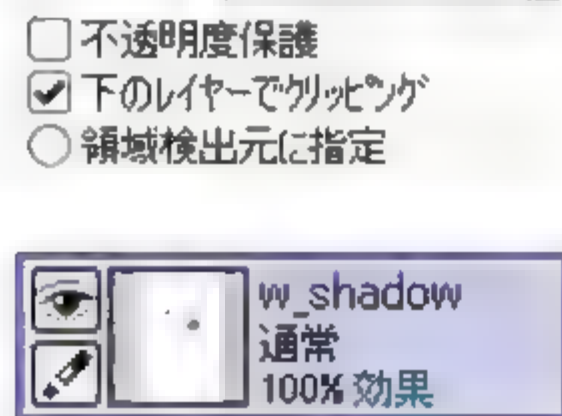 不透明度保護
下のレイヤーでクリッピング
領域検出元に指定
w_shadow
通常
100% 効果